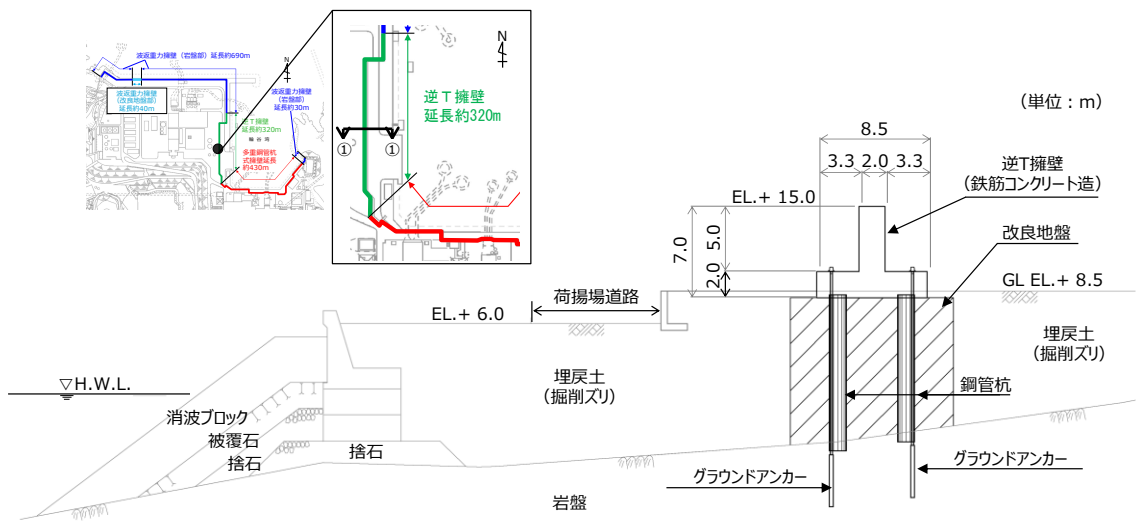 波返重力擁壁（岩盤部）延長約690m
N
波返重力擁壁
（改良地盤部）
延長約40m
波返重力擁壁
（岩盤部）
延長約30m
逆T擁壁
延長約320m
輪谷湾
多重鋼管杭
式擁壁延長
約430m
N
逆T擁壁
延長約320m
①
①
（単位：m）
8.5
3.3
2.0
3.3
逆T擁壁
（鉄筋コンクリート造）
EL.+ 15.0
改良地盤
7.0
5.0
2.0
GL EL.+ 8.5
荷揚場道路
EL.+ 6.0
埋戻土
（掘削ズリ）
埋戻土
（掘削ズリ）
▽H.W.L.
鋼管杭
消波ブロック
被覆石
捨石
捨石
グラウンドアンカー
グラウンドアンカー
岩盤